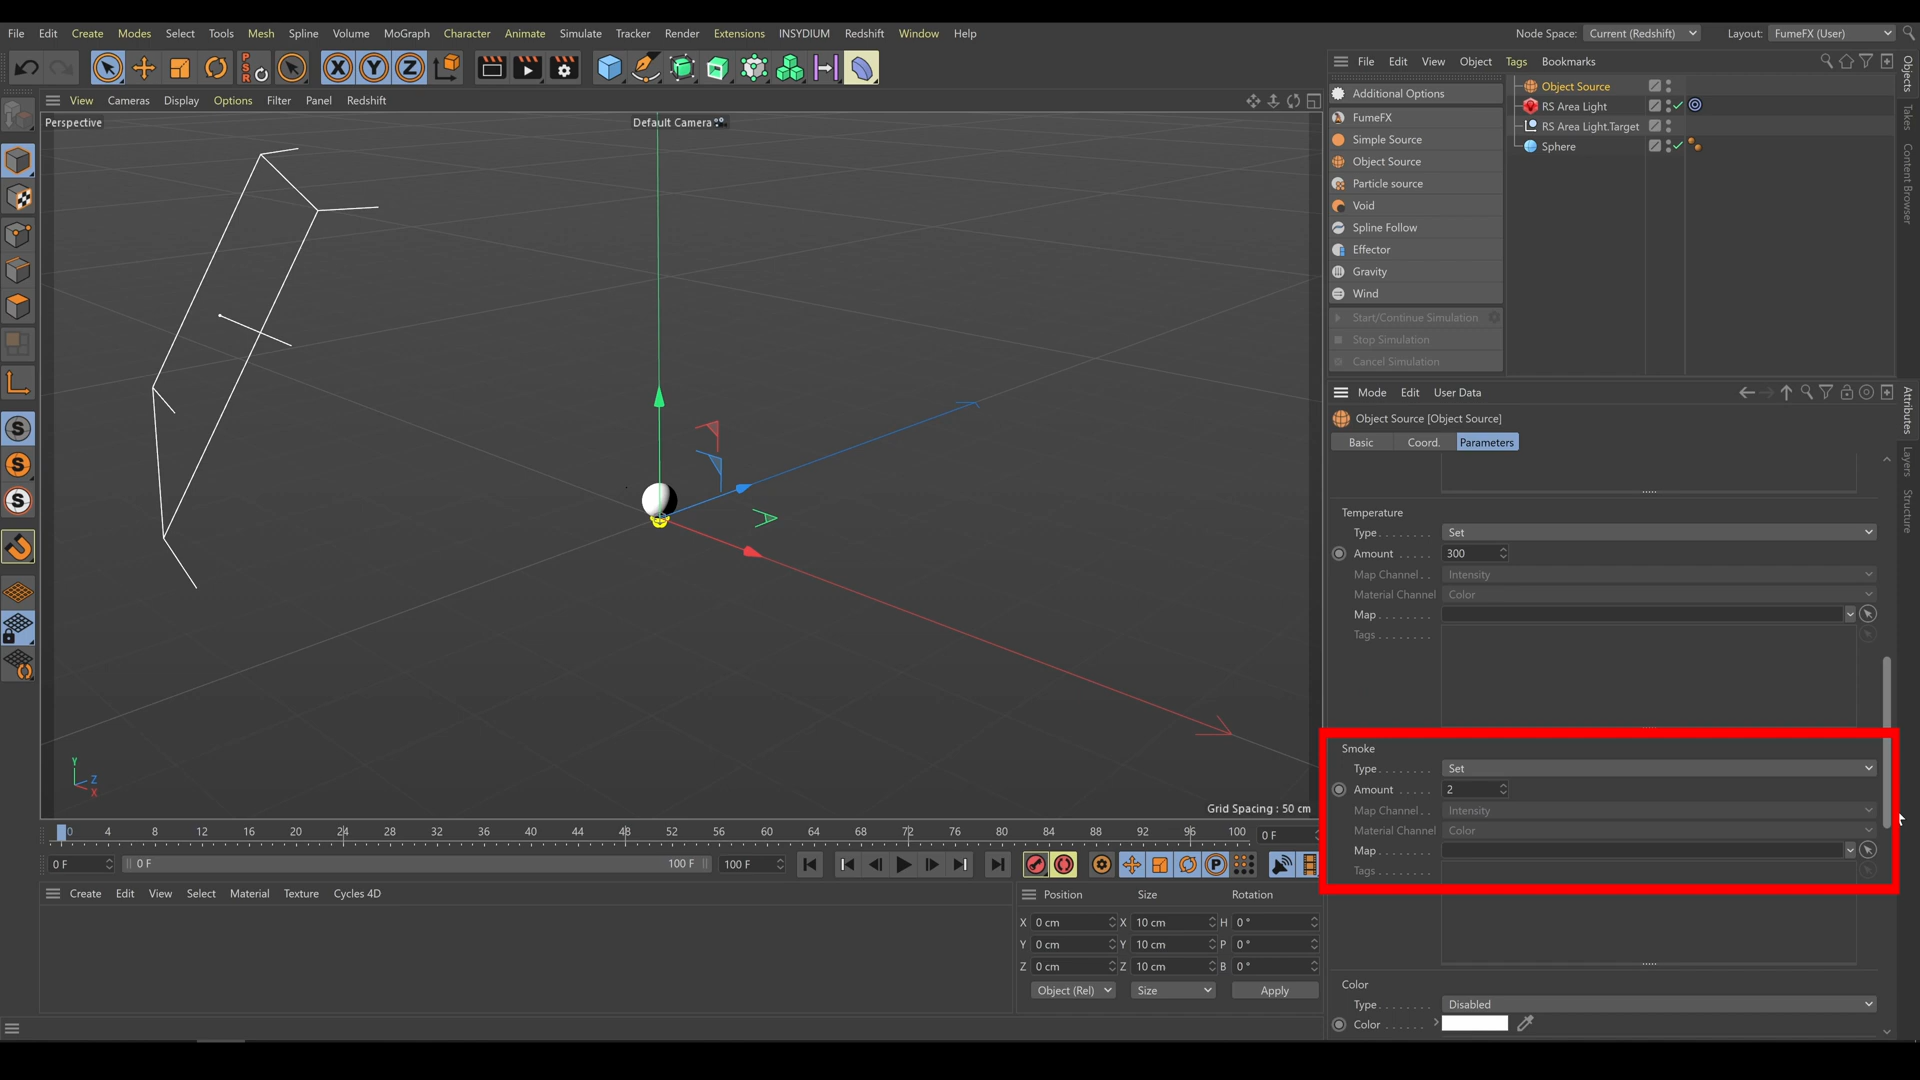 File Edit Create Modes Select Tools Mesh Spline Volume MoGraph Character Animate Simulate Tracker Render Redshift Extensions INSYDIUM Window Help Node Space: Current (Redshift) Layout: FumeFX (User)
PSR X Y Z
File Edit View Object Tags Bookmarks
View Cameras Display Options Filter Panel Redshift
Perspective
Default Camera
Additional Options
FumeFX
Simple Source
Object Source
Particle source
Void
Spline Follow
Effector
Gravity
Wind
Start/Continue Simulation
Stop Simulation
Cancel Simulation
Object Source
RS Area Light
RS Area Light.Target
Sphere
Objects
Takes
Content Browser
Mode Edit User Data
Object Source [Object Source]
Basic Coord. Parameters
Attributes
Layers
Structure
Temperature
Type . . . . . . . . Set
Amount . . . . . 300
Map Channel . . Intensity
Material Channel Color
Map . . . . . . . .
Tags . . . . . . . .
Smoke
Type . . . . . . . . Set
Amount . . . . . 2
Map Channel . . Intensity
Material Channel Color
Map . . . . . . . .
Tags . . . . . . . .
Color
Type . . . . . . . . Disabled
Color . . . . . .
S
S
S
Y
Z
X
Grid Spacing : 50 cm
0 4 8 12 16 20 24 28 32 36 40 44 48 52 56 60 64 68 72 76 80 84 88 92 96 100 0 F
0 F 0 F 100 F 100 F P
Create Edit View Select Material Texture Cycles 4D
Position Size Rotation
X 0 cm X 10 cm H 0 °
Y 0 cm Y 10 cm P 0 °
Z 0 cm Z 10 cm B 0 °
Object (Rel) Size Apply